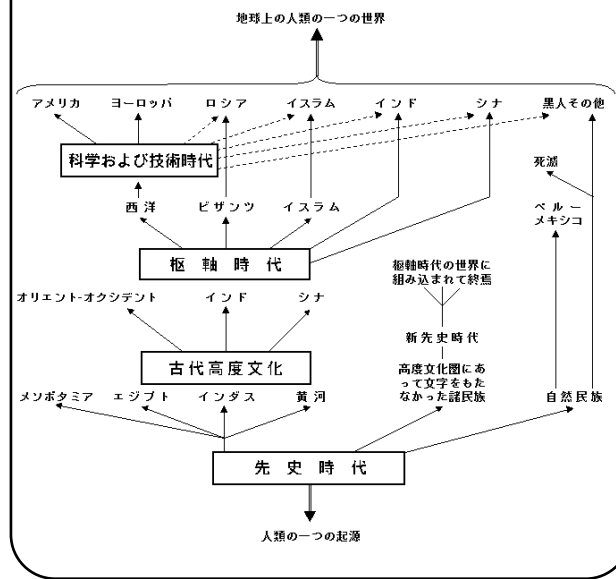 地球上の人類の一つの世界
アメリカ ヨーロッパ ロシア イスラム インド シナ 黒人その他
科学および技術時代
死滅
西洋 ビザンツ イスラム
ペルー
メキシコ
枢軸時代
枢軸時代の世界に
組み込まれて終焉
オリエント-オクシデント インド シナ
新先史時代
古代高度文化
高度文化圏にあ
って文字をもた
なかった諸民族
メソポタミア エジプト インダス 黄河
自然民族
先史時代
人類の一つの起源